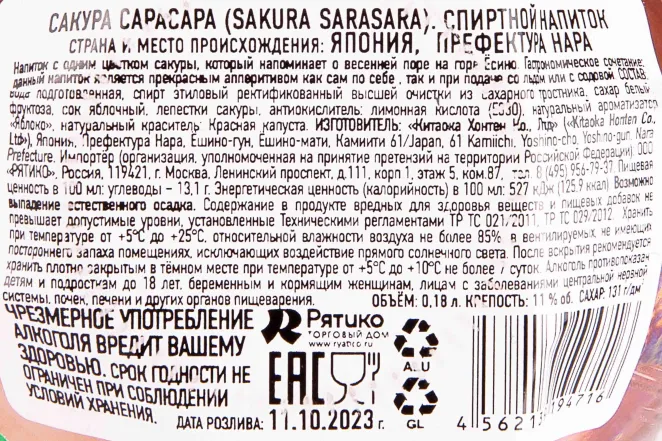 САКУРА САРАСАРА (SAKURA SARASARA). СПИРТНОЙ НАПИТОК
СТРАНА И МЕСТО ПРОИСХОЖДЕНИЯ: ЯПОНИЯ, ПРЕФЕКТУРА НАРА
Напиток с одним цветком сакуры, который напоминает о весенней поре на горе Ёсино. Гастрономическое сочетание:
данный напиток является прекрасным аперитивом как сам по себе, так и при подаче со льдом или с содовой. СОСТАВ:
вода подготовленная, спирт этиловый ректификованный высшей очистки из сахарного тростника, сахар белый,
фруктоза, сок яблочный, лепестки сакуры, антиокислитель: лимонная кислота (Е330), натуральный ароматизатор
«Яблоко», натуральный краситель: Красная капуста. ИЗГОТОВИТЕЛЬ: «Китаока Хонтен Ко., Лтд» («Kitaoka Honten Co.,
Ltd»), Япония, Префектура Нара, Ёшино-гун, Ёшино-мати, Камиичи 61/Japan, 61 Kamiichi, Yoshino-cho, Yoshino-gun, Nara
Prefecture. Импортёр (организация, уполномоченная на принятие претензий на территории Российской Федерации): ООО
«РЯТИКО», Россия, 119421, г. Москва, Ленинский проспект, д.111, корп 1, этаж 5, ком.87, тел. 8 (495) 956-79-37. Пищевая
ценность в 100 мл: углеводы – 13,1 г. Энергетическая ценность (калорийность) в 100 мл: 527 кДж (125.9 ккал). Возможно
выпадение естественного осадка. Содержание в продукте вредных для здоровья веществ и пищевых добавок не
превышает допустимые уровни, установленные Техническими регламентами ТР ТС 021/2011, ТР ТС 029/2012. Хранить
при температуре от +5°С до +25°С, относительной влажности воздуха не более 85% в вентилируемых, не имеющих
постороннего запаха помещениях, исключающих воздействие прямого солнечного света. После вскрытия рекомендуется
хранить плотно закрытым в тёмном месте при температуре от +5°С до +10°С не более 7 суток. Алкоголь противопоказан
детям и подросткам до 18 лет, беременным и кормящим женщинам, лицам с заболеваниями центральной нервной
системы, почек, печени и других органов пищеварения.
ОБЪЁМ: 0,18 л. КРЕПОСТЬ: 11 % об. САХАР: 131 г/дм
ЧРЕЗМЕРНОЕ УПОТРЕБЛЕНИЕ
АЛКОГОЛЯ ВРЕДИТ ВАШЕМУ
ЗДОРОВЬЮ. СРОК ГОДНОСТИ НЕ
ОГРАНИЧЕН ПРИ СОБЛЮДЕНИИ
УСЛОВИЙ ХРАНЕНИЯ.
Рятико
ТОРГОВЫЙ ДОМ
www.ryatico.ru
ЕАС
ALU
GL
ДАТА РОЗЛИВА: 11.10.2023 г.